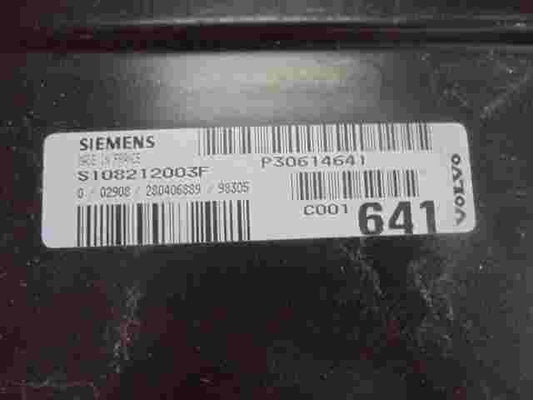 SIEMENS
MADE IN FRANCE
S108212003F
0 / 02908 / 280406889 / 98305
P30614641
C001
641
VOLVO